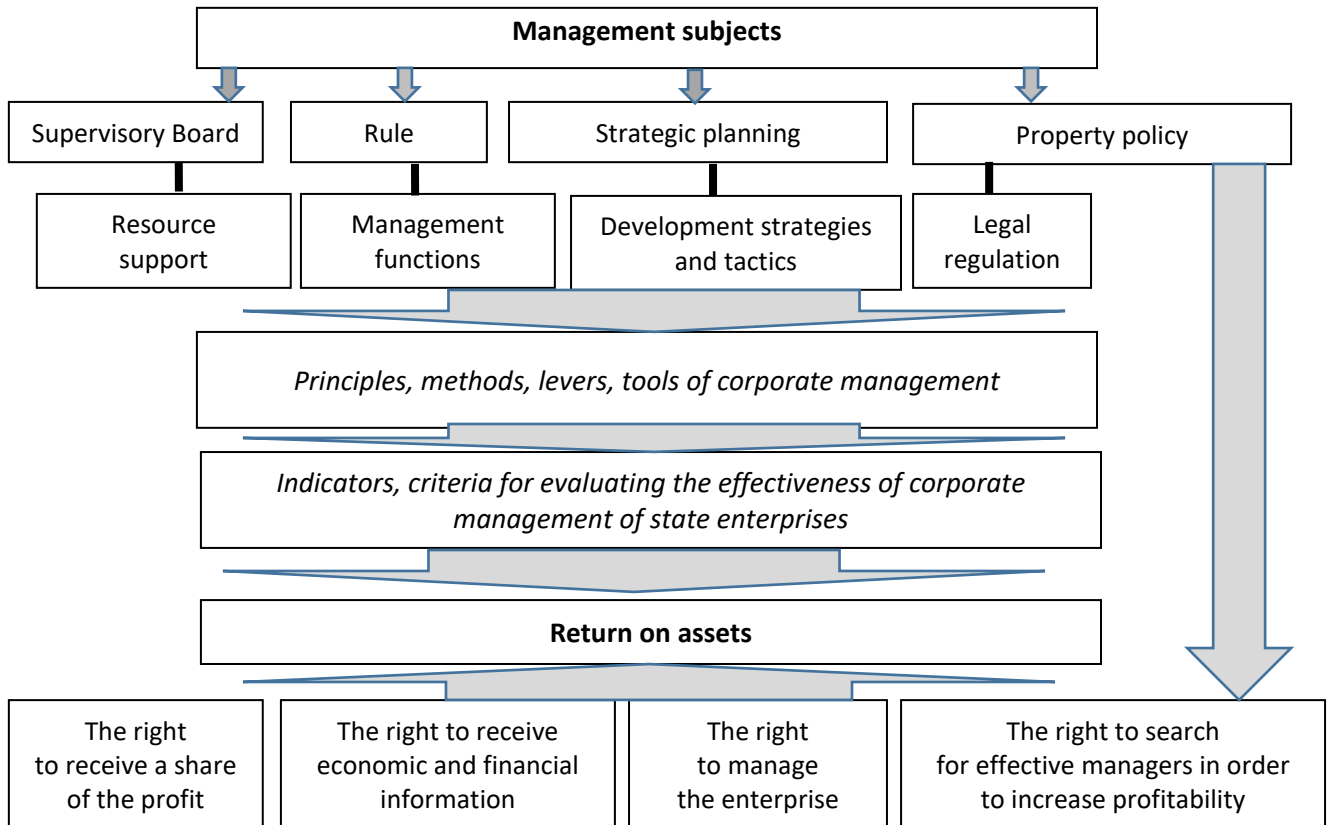 Management subjects
Supervisory Board
Rule
Strategic planning
Property policy
Resource
support
Management
functions
Development strategies
and tactics
Legal
regulation
Principles, methods, levers, tools of corporate management
Indicators, criteria for evaluating the effectiveness of corporate
management of state enterprises
Return on assets
The right
to receive a share
of the profit
The right to receive
economic and financial
information
The right
to manage
the enterprise
The right to search
for effective managers in order
to increase profitability